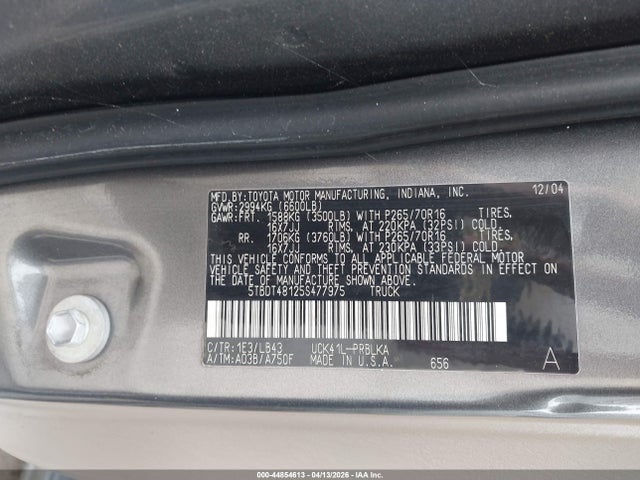 MFD.BY:TOYOTA MOTOR MANUFACTURING, INDIANA, INC. 12/04
GVWR:2994KG (6600LB)
GAWR:FRT. 1588KG (3500LB) WITH P265/70R16 TIRES,
16X7JJ RIMS, AT 220KPA (32PSI) COLD.
RR. 1706KG (3760LB) WITH P265/70R16 TIRES,
16X7JJ RIMS, AT 230KPA (33PSI) COLD.
THIS VEHICLE CONFORMS TO ALL APPLICABLE FEDERAL MOTOR
VEHICLE SAFETY AND BUMPER STANDARDS IN EFFECT ON
THE DATE OF MANUFACTURE SHOWN ABOVE.
5TBDT48125S477975 TRUCK
C/TR:1E3/LB43 UCK41L-PRBLKA
A/TM:A03B/A750F MADE IN U.S.A. 656 A
000-44854613 - 04/13/2026 - IAA Inc.